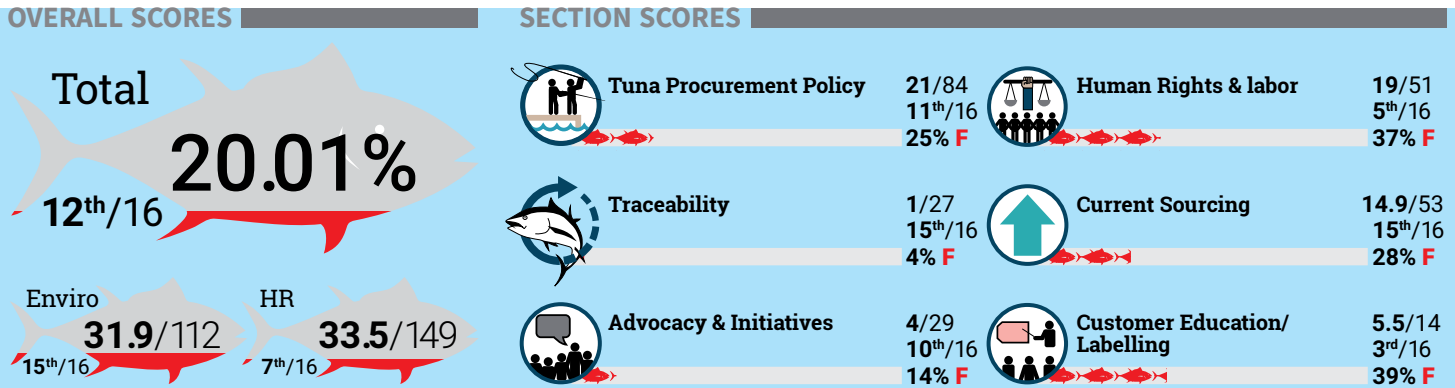 OVERALL SCORES
Total
20.01%
12th/16
Enviro
31.9/112
15th/16
HR
33.5/149
7th/16
SECTION SCORES
Tuna Procurement Policy
21/84
11th/16
25% F
Human Rights & labor
19/51
5th/16
37% F
Traceability
1/27
15th/16
4% F
Current Sourcing
14.9/53
15th/16
28% F
Advocacy & Initiatives
4/29
10th/16
14% F
Customer Education/
Labelling
5.5/14
3rd/16
39% F